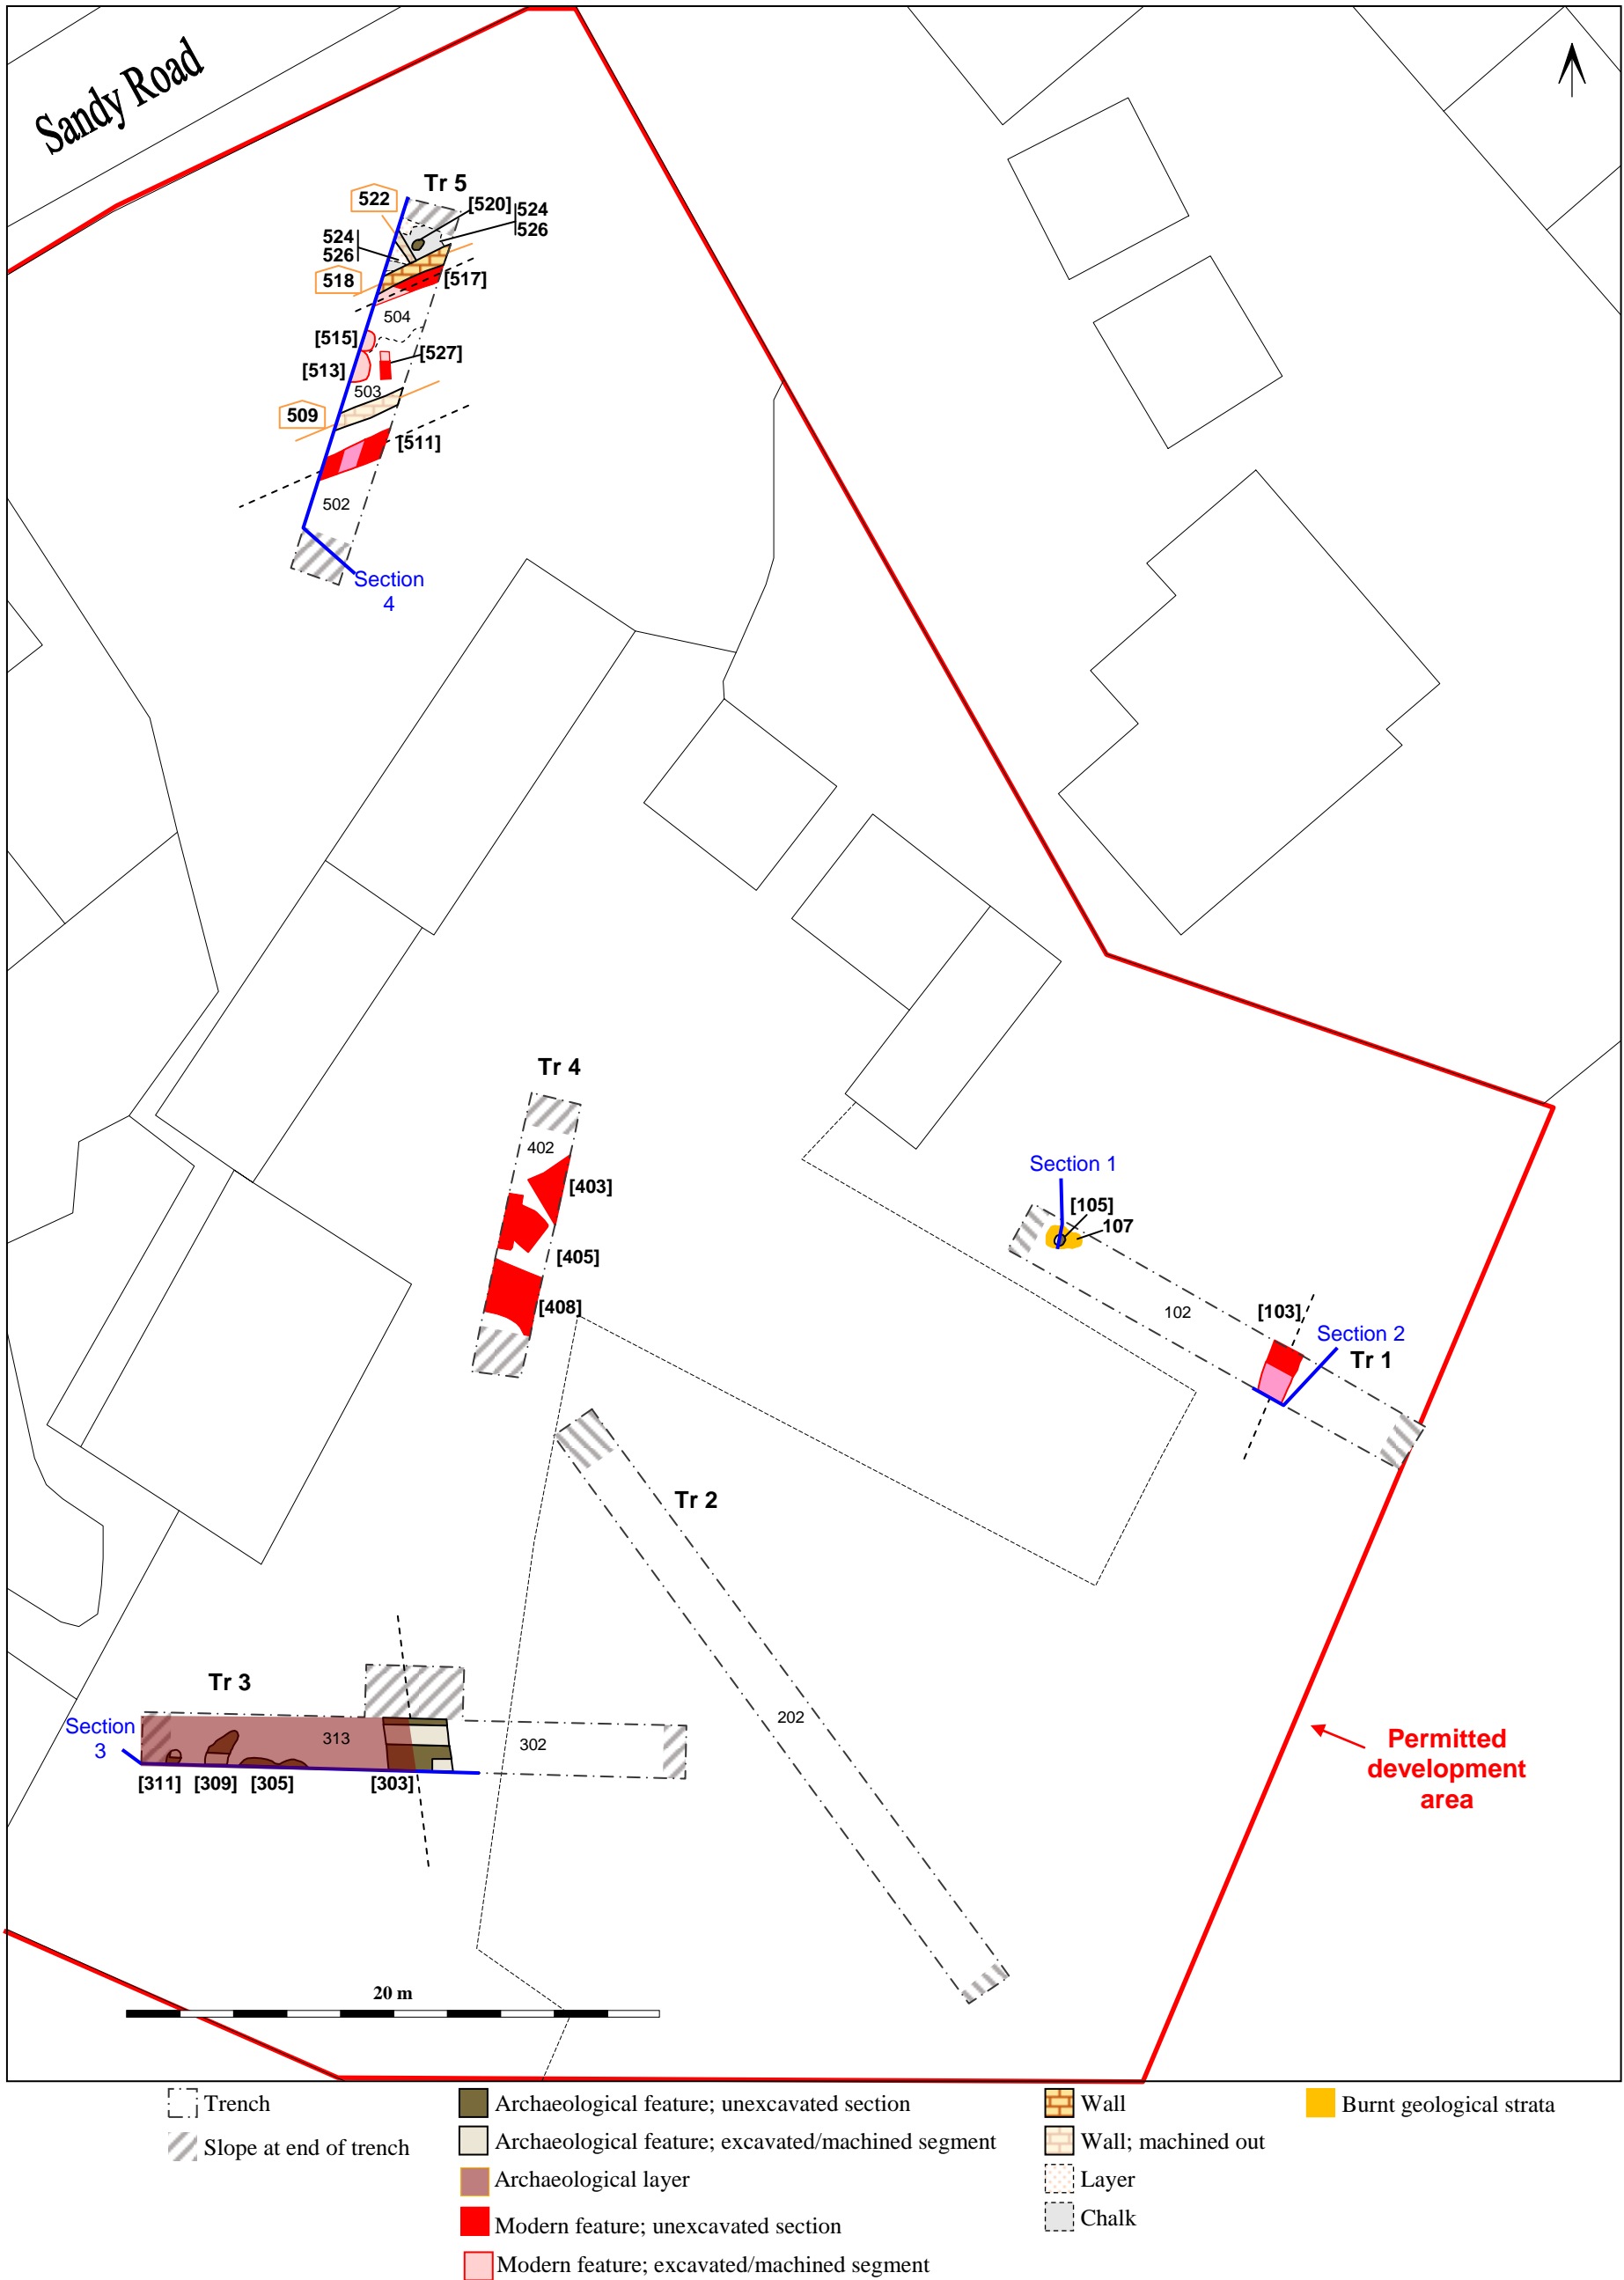 Sandy Road
Tr 5
522
[520]
524
526
524
526
518
[517]
504
[515]
[527]
[513]
503
509
[511]
502
Section
4
Tr 4
402
[403]
[405]
[408]
Section 1
[105]
107
102
[103]
Section 2
Tr 1
Tr 2
202
Tr 3
Section
3
313
302
[311]
[309]
[305]
[303]
Permitted
development
area
20 m
Trench
Slope at end of trench
Archaeological feature; unexcavated section
Archaeological feature; excavated/machined segment
Archaeological layer
Modern feature; unexcavated section
Modern feature; excavated/machined segment
Wall
Wall; machined out
Layer
Chalk
Burnt geological strata